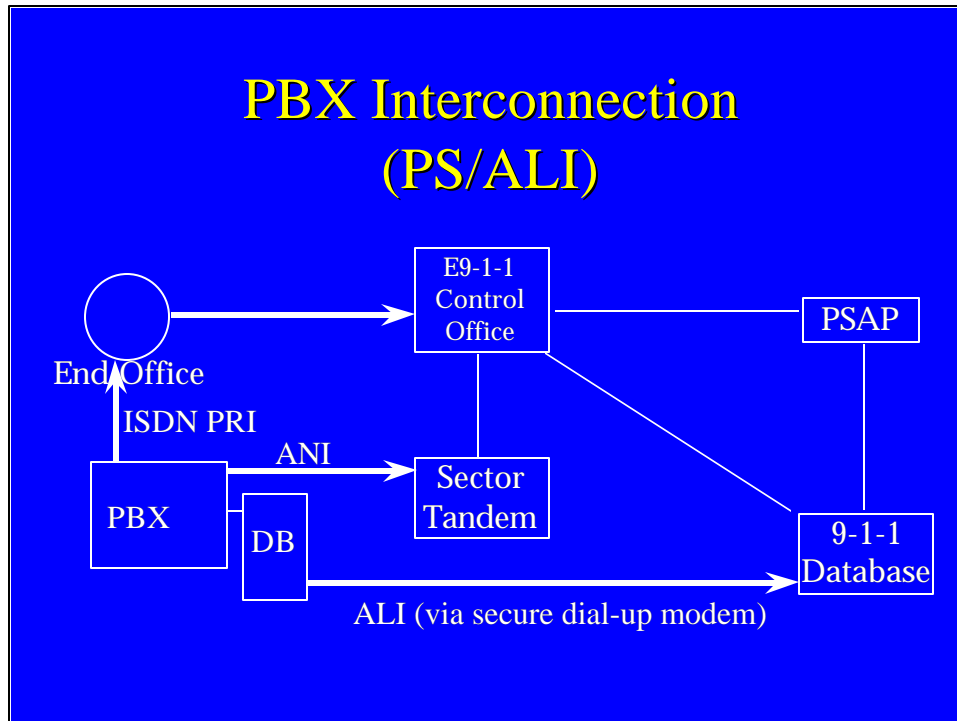 PBX Interconnection
(PS/ALI)
E9-1-1
Control
Office
PSAP
End Office
ISDN PRI
ANI
PBX
DB
Sector
Tandem
9-1-1
Database
ALI (via secure dial-up modem)